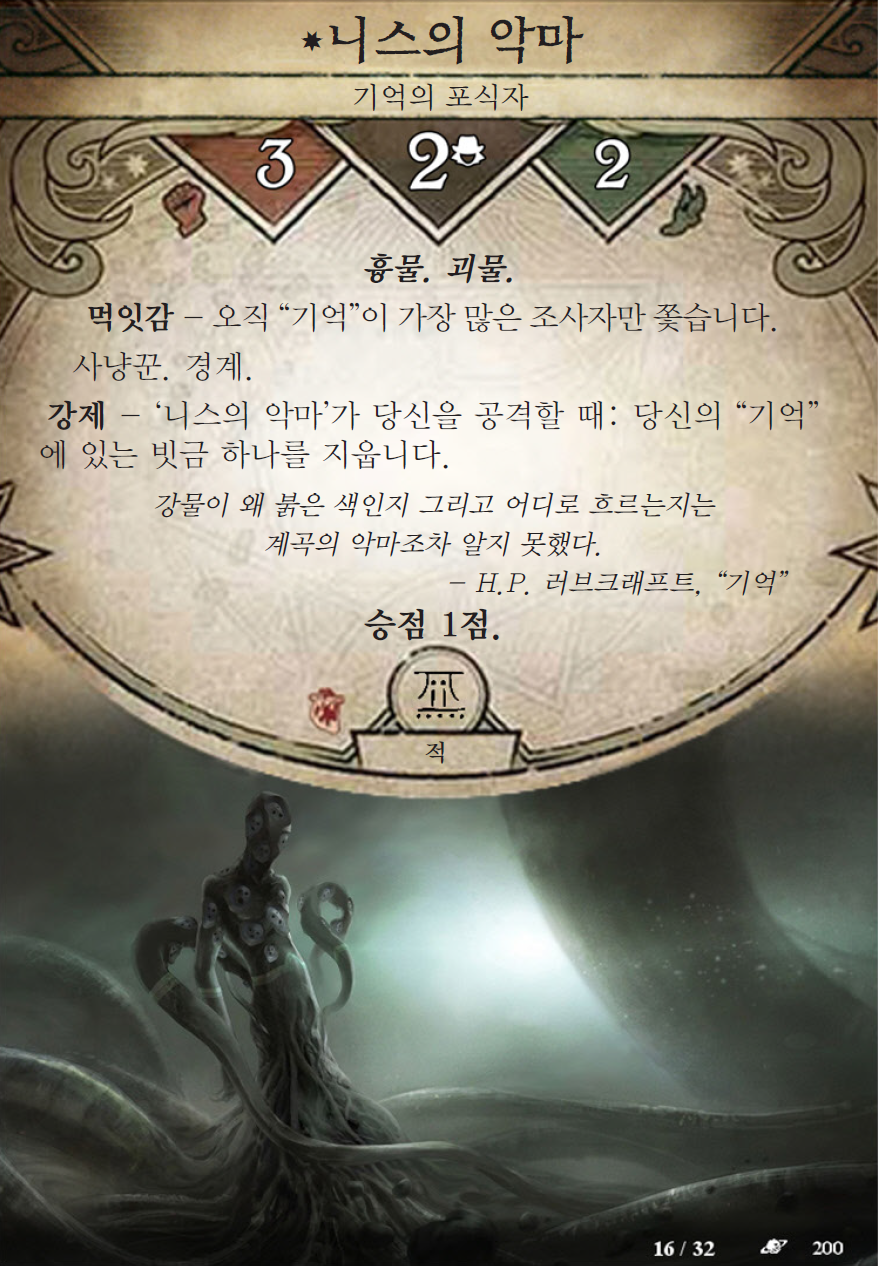 니스의 악마
기억의 포식자
3 2 2
흉물. 괴물.
먹잇감 – 오직 “기억”이 가장 많은 조사자만 쫓습니다.
사냥꾼. 경계.
강제 – ‘니스의 악마’가 당신을 공격할 때: 당신의 “기억”
에 있는 빗금 하나를 지웁니다.
강물이 왜 붉은 색인지 그리고 어디로 흐르는지는
계곡의 악마조차 알지 못했다.
– H.P. 러브크래프트, “기억”
승점 1점.
적
16 / 32 200